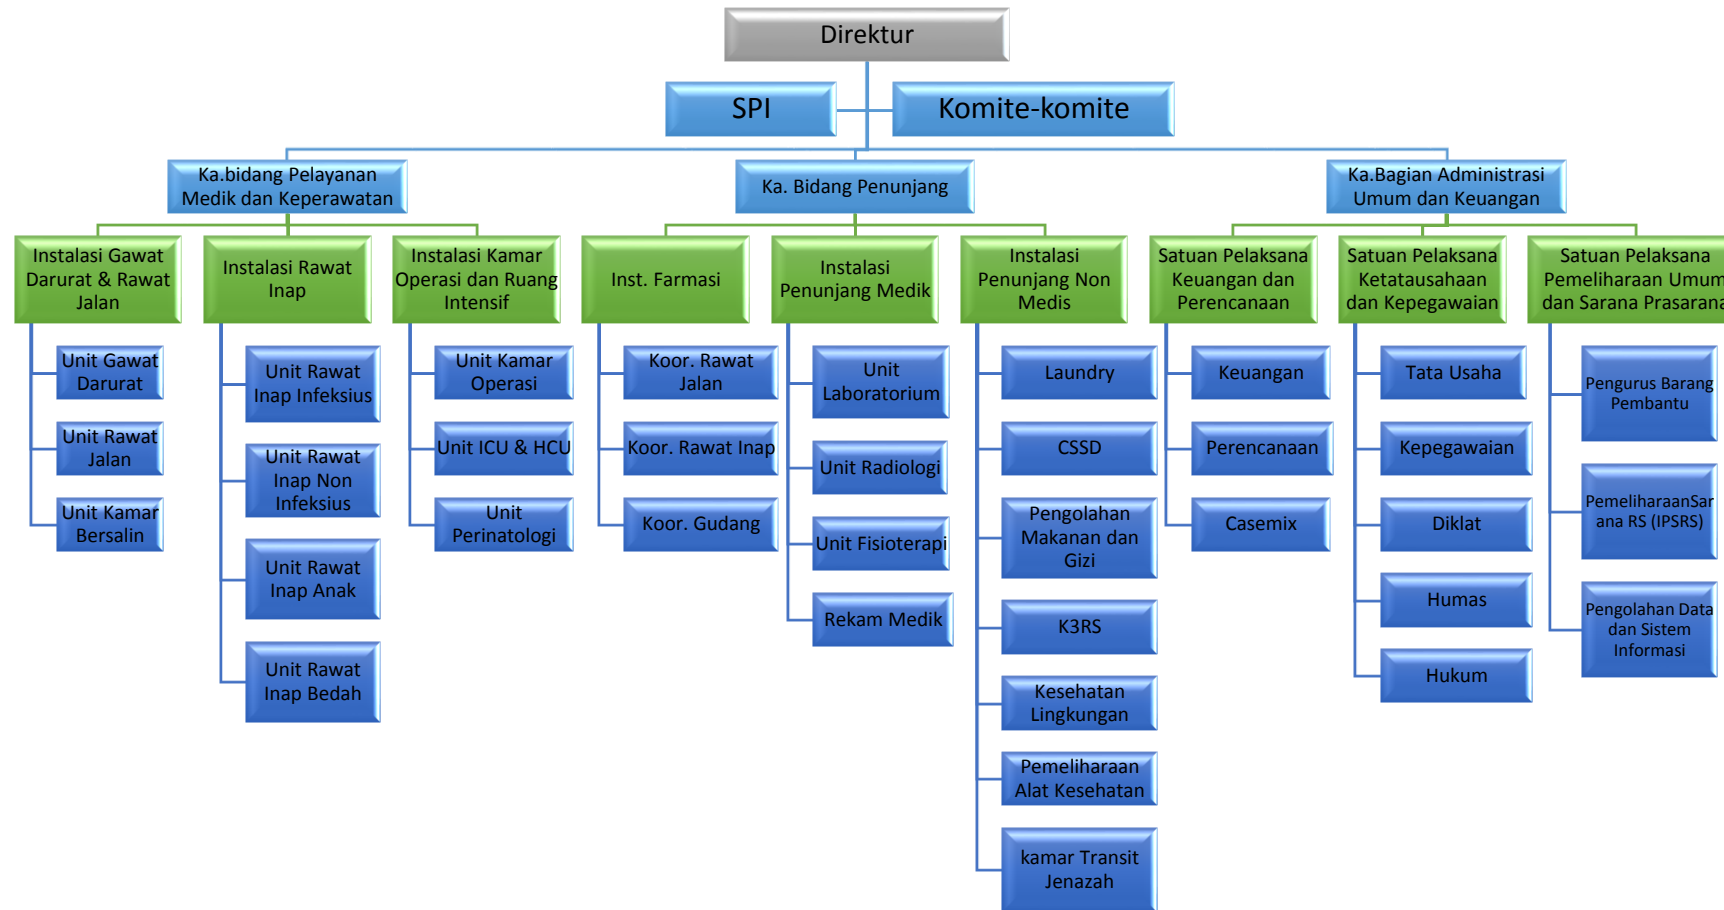 Direktur
SPI
Komite-komite
Ka.bidang Pelayanan
Medik dan Keperawatan
Ka. Bidang Penunjang
Ka.Bagian Administrasi
Umum dan Keuangan
Instalasi Gawat
Darurat & Rawat
Jalan
Instalasi Rawat
Inap
Instalasi Kamar
Operasi dan Ruang
Intensif
Inst. Farmasi
Instalasi
Penunjang Medik
Instalasi
Penunjang Non
Medis
Satuan Pelaksana
Keuangan dan
Perencanaan
Satuan Pelaksana
Ketatausahaan
dan Kepegawaian
Satuan Pelaksana
Pemeliharaan Umum
dan Sarana Prasarana
Unit Gawat
Darurat
Unit Rawat
Jalan
Unit Kamar
Bersalin
Unit Rawat
Inap Infeksius
Unit Rawat
Inap Non
Infeksius
Unit Rawat
Inap Anak
Unit Rawat
Inap Bedah
Unit Kamar
Operasi
Unit ICU & HCU
Unit
Perinatologi
Koor. Rawat
Jalan
Koor. Rawat Inap
Koor. Gudang
Unit
Laboratorium
Unit Radiologi
Unit Fisioterapi
Rekam Medik
Laundry
CSSD
Pengolahan
Makanan dan
Gizi
K3RS
Kesehatan
Lingkungan
Pemeliharaan
Alat Kesehatan
kamar Transit
Jenazah
Keuangan
Perencanaan
Casemix
Tata Usaha
Kepegawaian
Diklat
Humas
Hukum
Pengurus Barang
Pembantu
PemeliharaanSar
ana RS (IPSRS)
Pengolahan Data
dan Sistem
Informasi